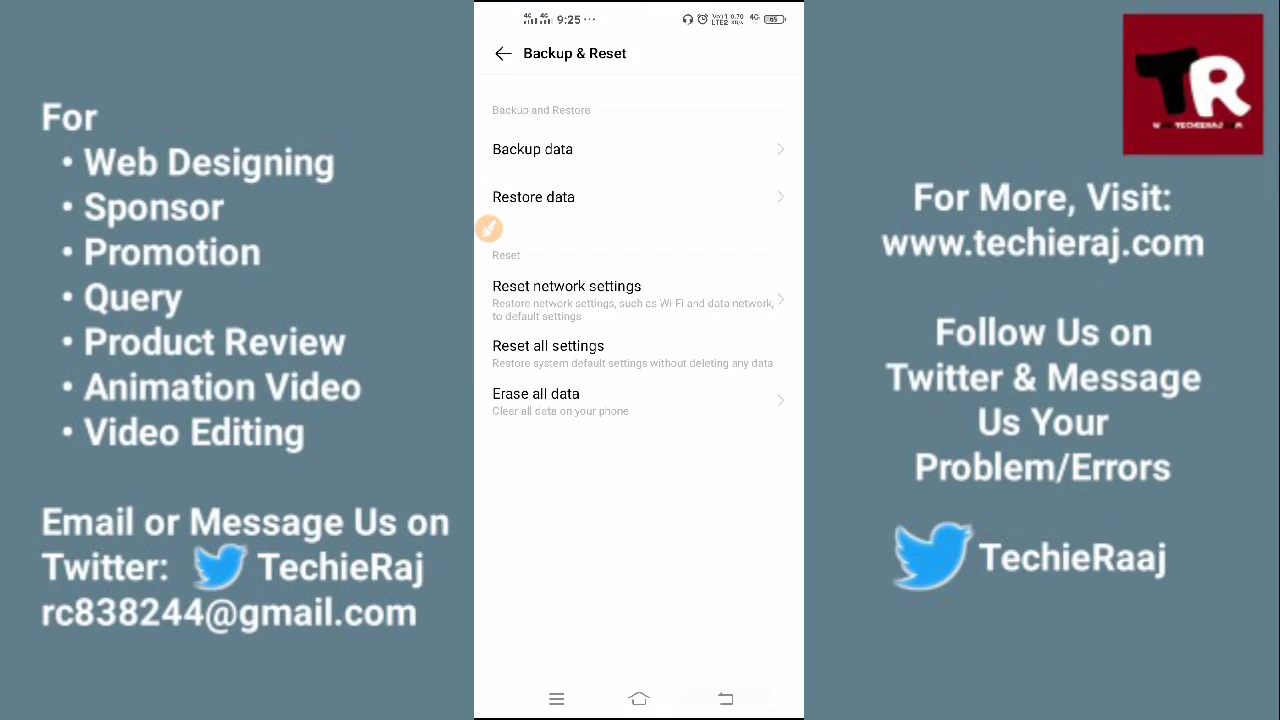 For
• Web Designing
• Sponsor
• Promotion
• Query
• Product Review
• Animation Video
• Video Editing
Email or Message Us on
Twitter: TechieRaj
rc838244@gmail.com
4G 4G 9:25 ···
4G 65
Backup & Reset
Backup and Restore
Backup data
Restore data
Reset
Reset network settings
Restore network settings, such as Wi-Fi and data network,
to default settings
Reset all settings
Restore system default settings without deleting any data
Erase all data
Clear all data on your phone
TR
For More, Visit:
www.techieraj.com
Follow Us on
Twitter & Message
Us Your
Problem/Errors
TechieRaaj